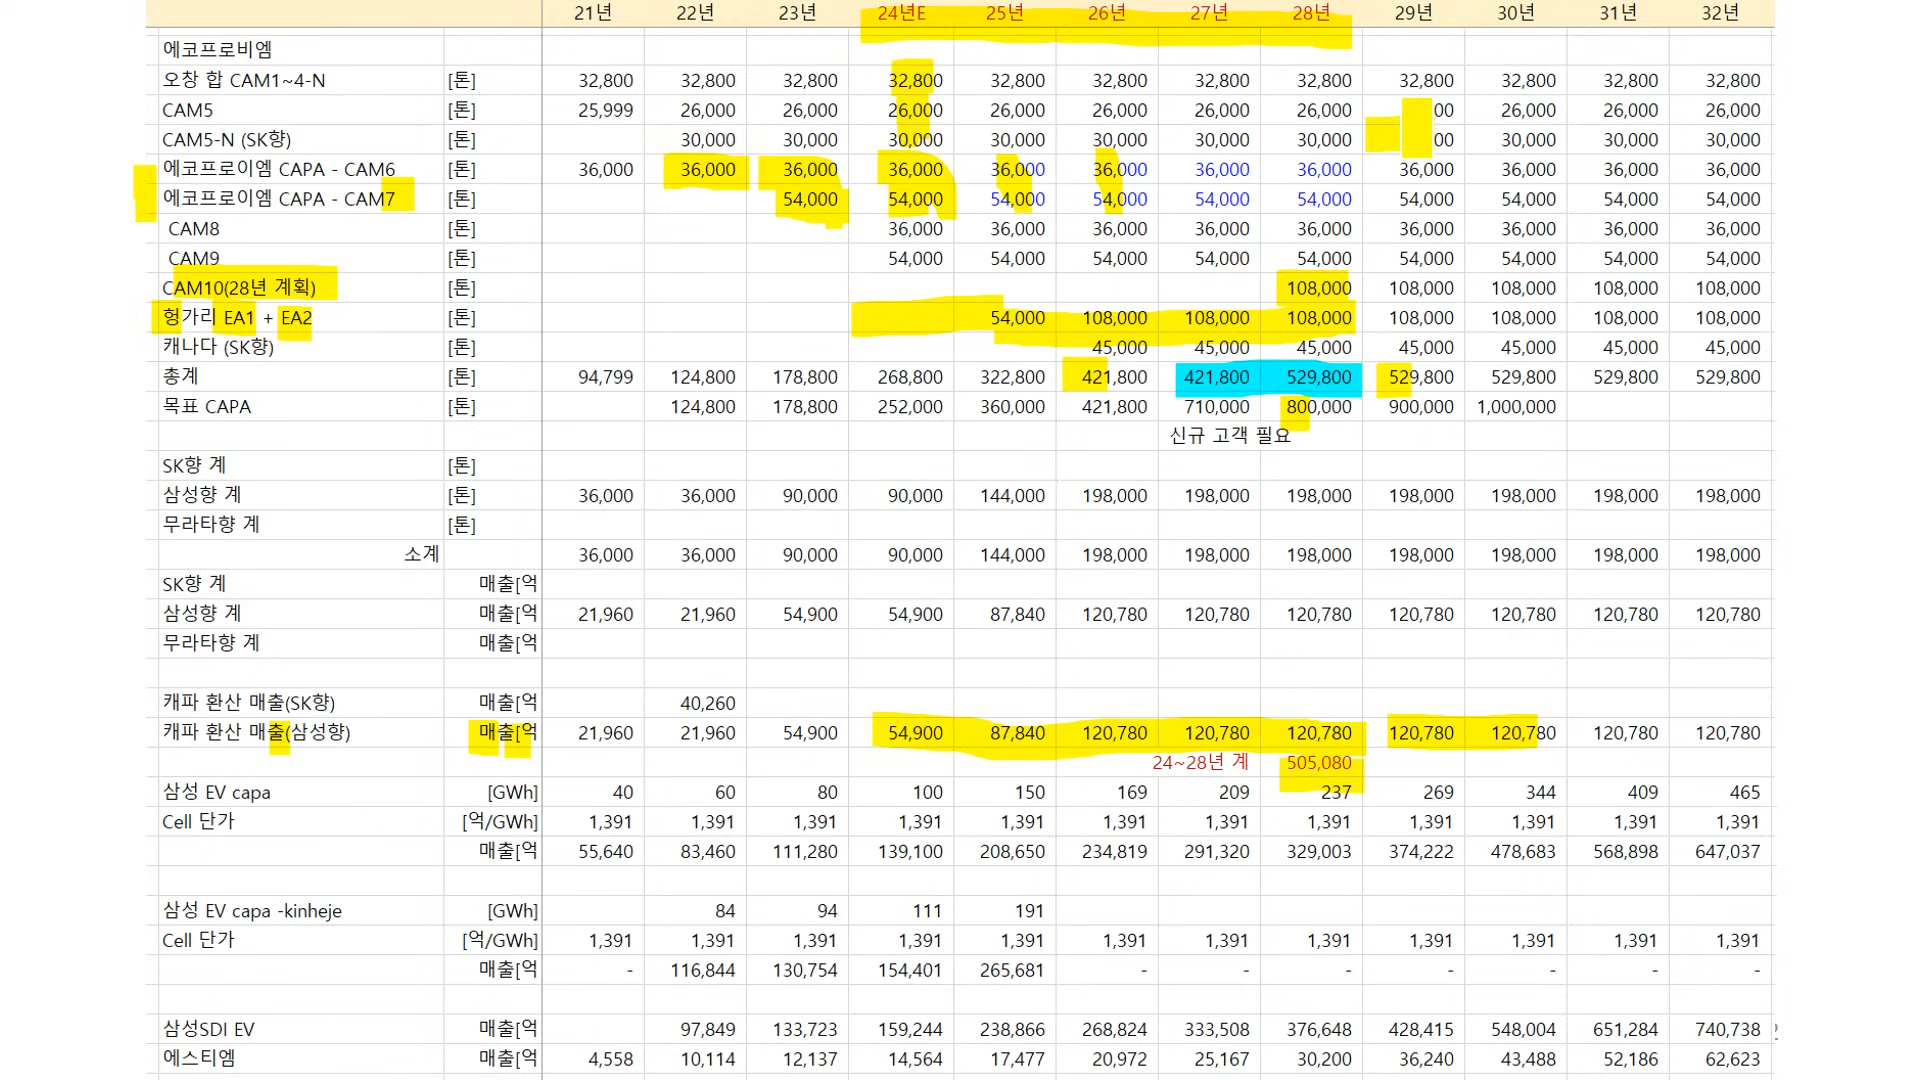 21년 22년 23년 24년E 25년 26년 27년 28년 29년 30년 31년 32년
에코프로비엠
오창 합 CAM1~4-N [톤] 32,800 32,800 32,800 32,800 32,800 32,800 32,800 32,800 32,800 32,800 32,800 32,800
CAM5 [톤] 25,999 26,000 26,000 26,000 26,000 26,000 26,000 26,000 00 26,000 26,000 26,000
CAM5-N (SK향) [톤] 30,000 30,000 30,000 30,000 30,000 30,000 30,000 00 30,000 30,000 30,000
에코프로이엠 CAPA - CAM6 [톤] 36,000 36,000 36,000 36,000 36,000 36,000 36,000 36,000 36,000 36,000 36,000 36,000
에코프로이엠 CAPA - CAM7 [톤] 54,000 54,000 54,000 54,000 54,000 54,000 54,000 54,000 54,000 54,000
CAM8 [톤] 36,000 36,000 36,000 36,000 36,000 36,000 36,000 36,000 36,000
CAM9 [톤] 54,000 54,000 54,000 54,000 54,000 54,000 54,000 54,000 54,000
CAM10(28년 계획) [톤] 108,000 108,000 108,000 108,000 108,000
헝가리 EA1 + EA2 [톤] 54,000 108,000 108,000 108,000 108,000 108,000 108,000 108,000
캐나다 (SK향) [톤] 45,000 45,000 45,000 45,000 45,000 45,000 45,000
총계 [톤] 94,799 124,800 178,800 268,800 322,800 421,800 421,800 529,800 529,800 529,800 529,800 529,800
목표 CAPA [톤] 124,800 178,800 252,000 360,000 421,800 710,000 800,000 900,000 1,000,000
신규 고객 필요
SK향 계 [톤]
삼성향 계 [톤] 36,000 36,000 90,000 90,000 144,000 198,000 198,000 198,000 198,000 198,000 198,000 198,000
무라타향 계 [톤]
소계 36,000 36,000 90,000 90,000 144,000 198,000 198,000 198,000 198,000 198,000 198,000 198,000
SK향 계 매출[억
삼성향 계 매출[억 21,960 21,960 54,900 54,900 87,840 120,780 120,780 120,780 120,780 120,780 120,780 120,780
무라타향 계 매출[억
캐파 환산 매출(SK향) 매출[억 40,260
캐파 환산 매출(삼성향) 매출[억 21,960 21,960 54,900 54,900 87,840 120,780 120,780 120,780 120,780 120,780 120,780 120,780
24~28년 계 505,080
삼성 EV capa [GWh] 40 60 80 100 150 169 209 237 269 344 409 465
Cell 단가 [억/GWh] 1,391 1,391 1,391 1,391 1,391 1,391 1,391 1,391 1,391 1,391 1,391 1,391
매출[억 55,640 83,460 111,280 139,100 208,650 234,819 291,320 329,003 374,222 478,683 568,898 647,037
삼성 EV capa -kinheje [GWh] 84 94 111 191
Cell 단가 [억/GWh] 1,391 1,391 1,391 1,391 1,391 1,391 1,391 1,391 1,391 1,391 1,391 1,391
매출[억 - 116,844 130,754 154,401 265,681 - - - - - - -
삼성SDI EV 매출[억 97,849 133,723 159,244 238,866 268,824 333,508 376,648 428,415 548,004 651,284 740,738
에스티엠 매출[억 4,558 10,114 12,137 14,564 17,477 20,972 25,167 30,200 36,240 43,488 52,186 62,623